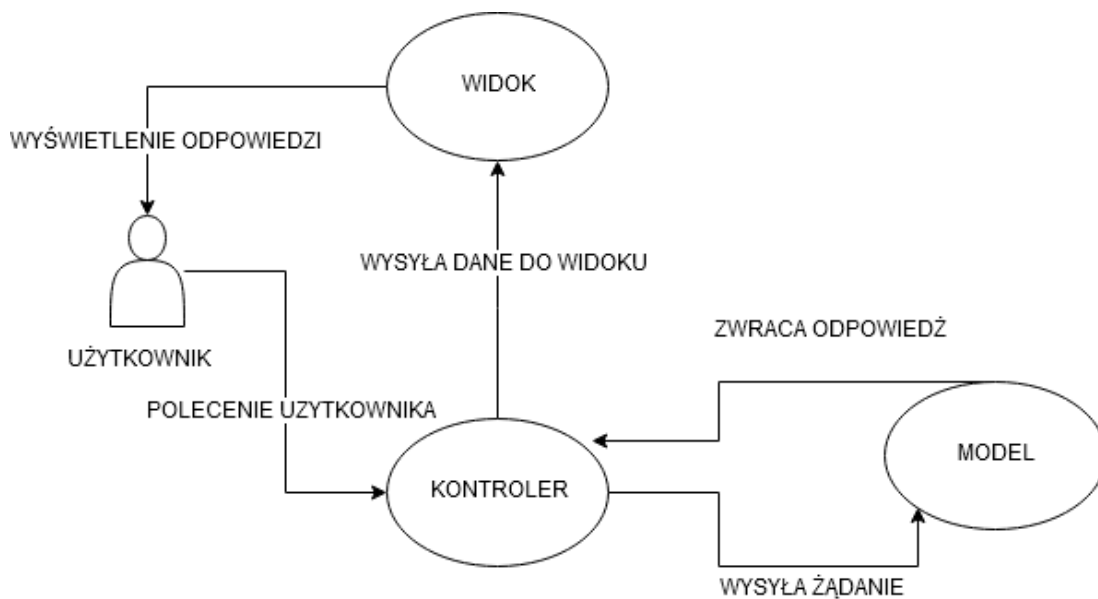 WIDOK
WYŚWIETLENIE ODPOWIEDZI
WYSYŁA DANE DO WIDOKU
ZWRACA ODPOWIEDŹ
UŻYTKOWNIK
POLECENIE UZYTKOWNIKA
MODEL
KONTROLER
WYSYŁA ŻĄDANIE